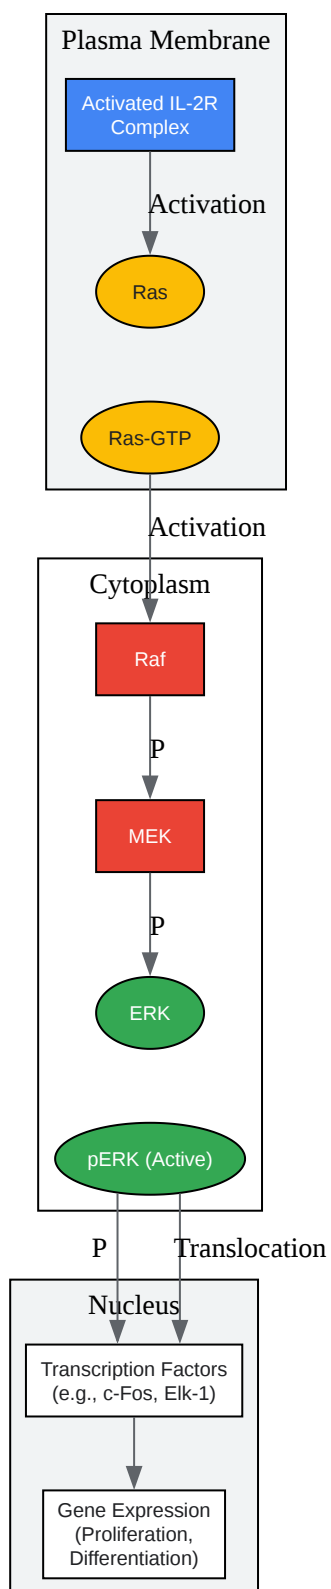 Plasma Membrane
Activated IL-2R
Complex
Activation
Ras
Ras-GTP
Activation
Cytoplasm
Raf
P
MEK
P
ERK
pERK (Active)
P
Translocation
Nucleus
Transcription Factors
(e.g., c-Fos, Elk-1)
Gene Expression
(Proliferation,
Differentiation)